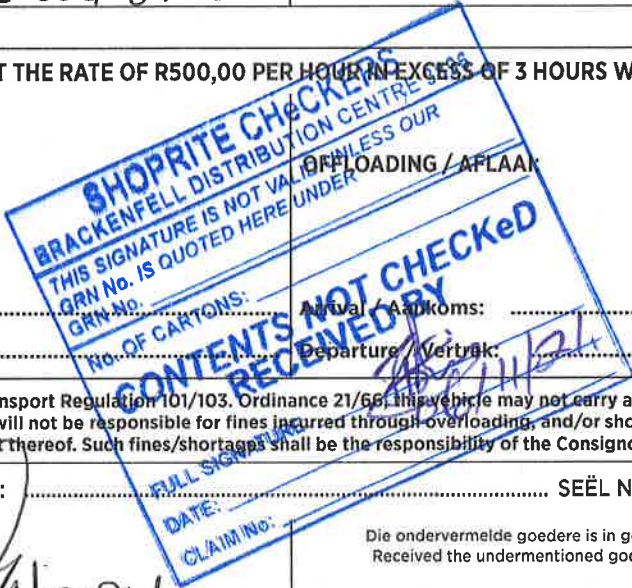 T THE RATE OF R500,00 PER HOUR IN EXCESS OF 3 HOURS W
OFFLOADING / AFLAAI
SHOPRITE CHeCKERS
BRACKENFELL DISTRIBUTION CENTRE
THIS SIGNATURE IS NOT VALID UNLESS OUR
GRN No. IS QUOTED HERE UNDER
GRN No.
NO. OF CARTONS:
CONTENTS NOT CHECKeD
RECEIVED BY
FULL SIGNATURE
DATE:
CLAIM No:
Arrival / Aankoms:
Departure / Vertrek:
nsport Regulation 101/103. Ordinance 21/66, this vehicle may not carry a
will not be responsible for fines incurred through overloading, and/or sho
t thereof. Such fines/shortages shall be the responsibility of the Consigno
SEËL N
Die ondervermelde goedere is in go
Received the undermentioned goo